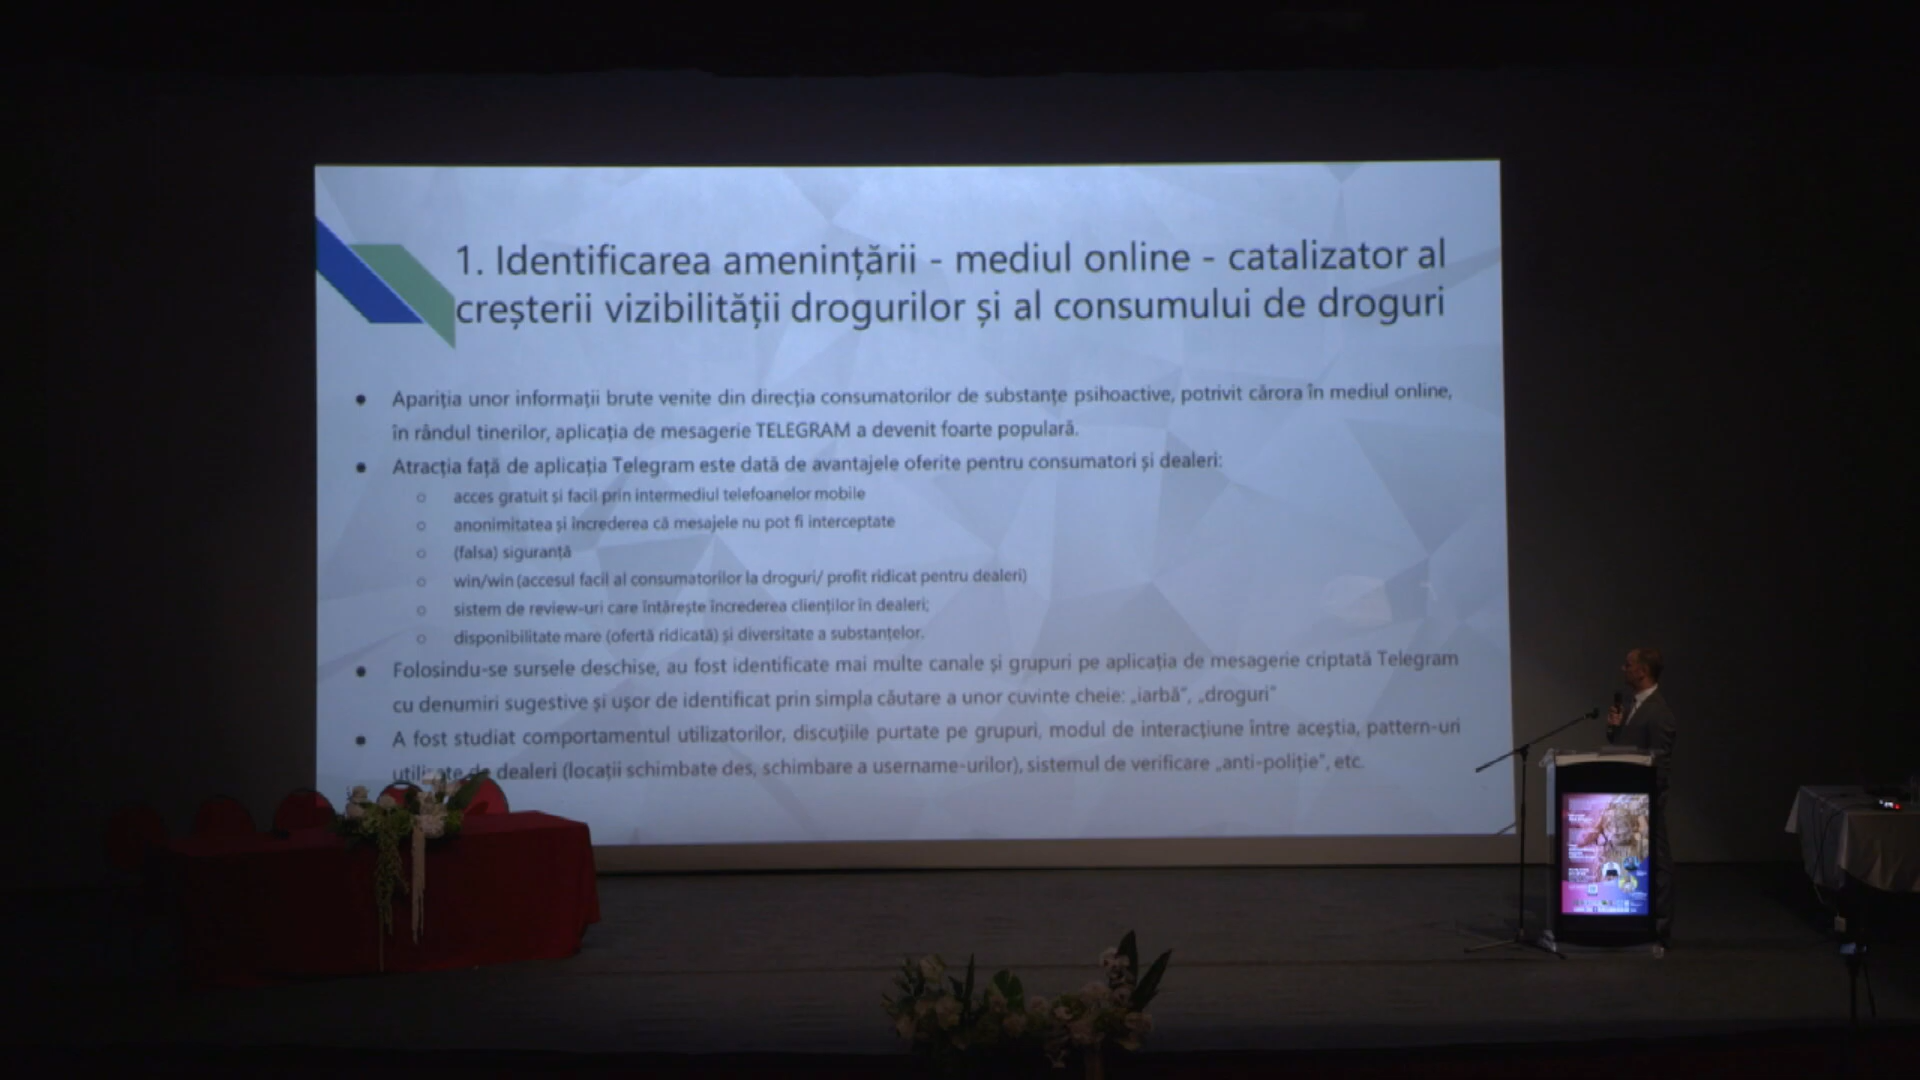 1. Identificarea amenințării - mediul online - catalizator al
creșterii vizibilității drogurilor și al consumului de droguri
● Apariția unor informații brute venite din direcția consumatorilor de substanțe psihoactive, potrivit cărora în mediul online,
în rândul tinerilor, aplicația de mesagerie TELEGRAM a devenit foarte populară.
● Atracția față de aplicația Telegram este dată de avantajele oferite pentru consumatori și dealeri:
○ acces gratuit si facil prin intermediul telefoanelor mobile
○ anonimitatea și increderea că mesajele nu pot fi interceptate
○ (falsa) siguranță
○ win/win (accesul facil al consumatorilor la droguri/ profit ridicat pentru dealeri)
○ sistem de review-uri care întărește încrederea clienților în dealeri;
○ disponibilitate mare (ofertă ridicată) și diversitate a substanțelor.
● Folosindu-se sursele deschise, au fost identificate mai multe canale și grupuri pe aplicația de mesagerie criptată Telegram
cu denumiri sugestive și ușor de identificat prin simpla căutare a unor cuvinte cheie: „iarbă”, „droguri”
● A fost studiat comportamentul utilizatorilor, discuțiile purtate pe grupuri, modul de interacțiune între aceștia, pattern-uri
utilizate de dealeri (locații schimbate des, schimbare a username-urilor), sistemul de verificare „anti-poliție”, etc.